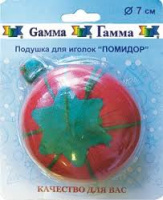 Ø 7 см
Gamma Гамма
Подушка для иголок "ПОМИДОР"
КАЧЕСТВО ДЛЯ ВАС